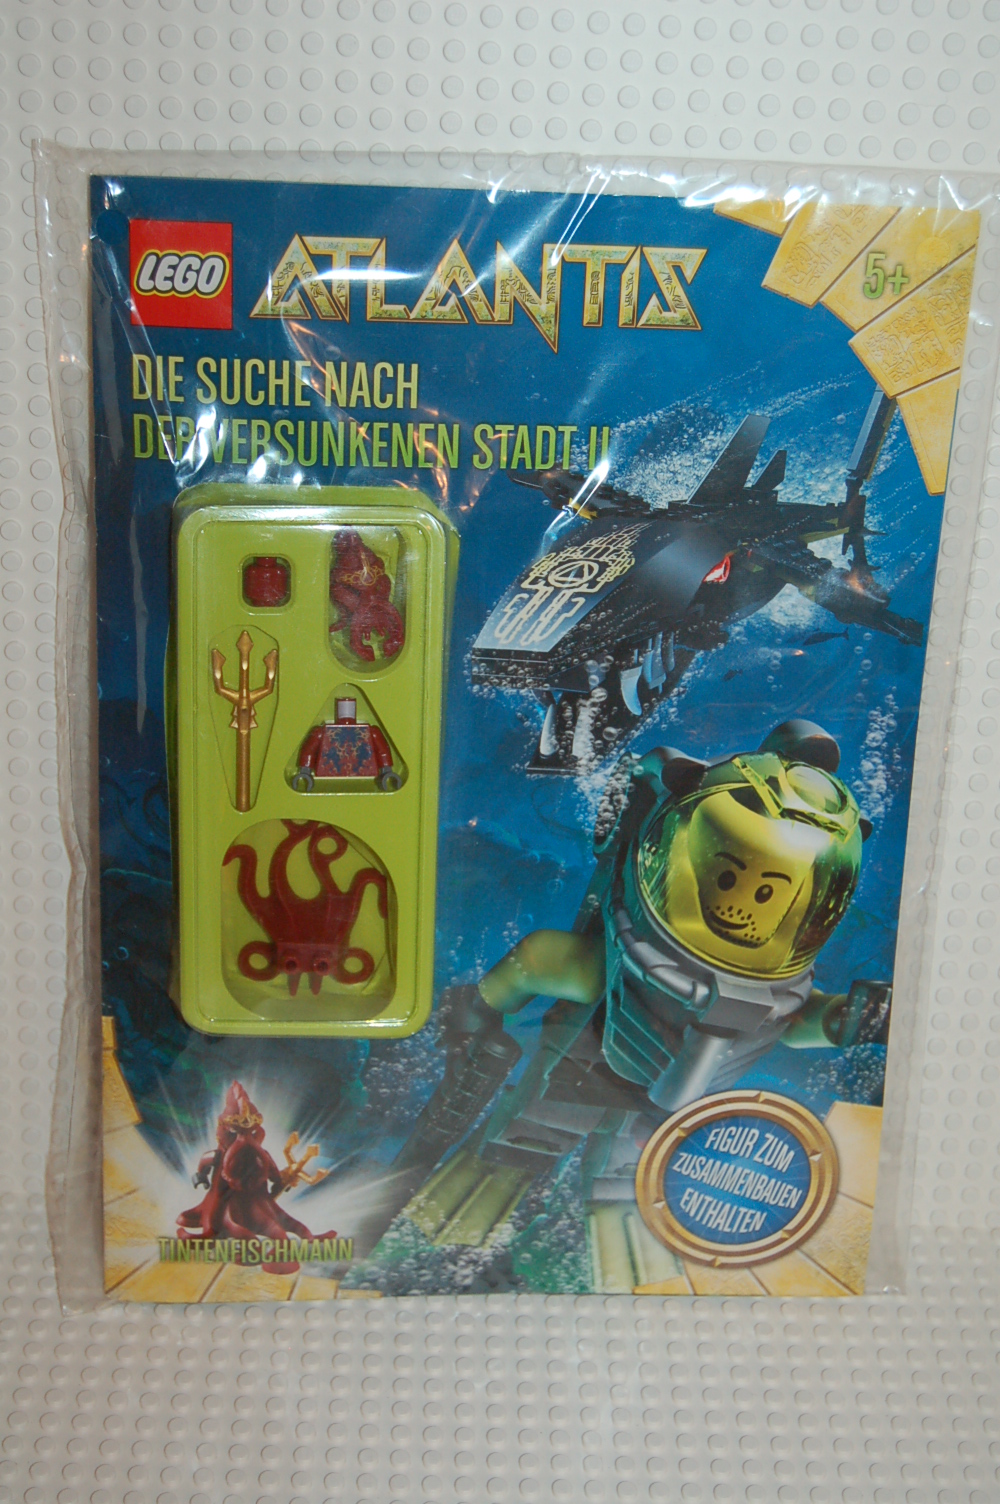 LEGO
ATLANTIS
5+
DIE SUCHE NACH
DER VERSUNKENEN STADT II
TINTENFISCHMANN
FIGUR ZUM
ZUSAMMENBAUEN
ENTHALTEN